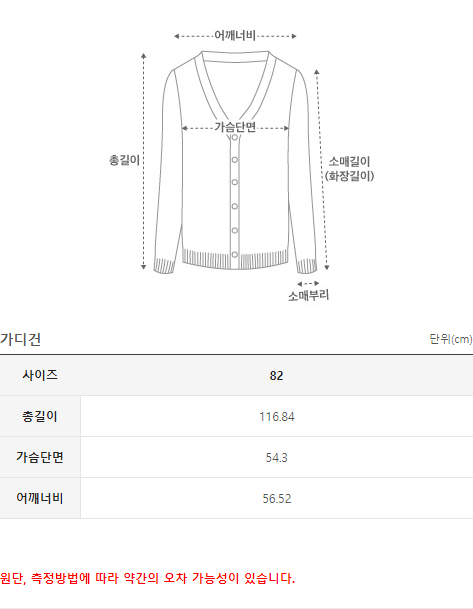 어깨너비
가슴단면
총길이
소매길이
(화장길이)
소매부리
가디건 단위(cm)
사이즈 82
총길이 116.84
가슴단면 54.3
어깨너비 56.52
원단, 측정방법에 따라 약간의 오차 가능성이 있습니다.